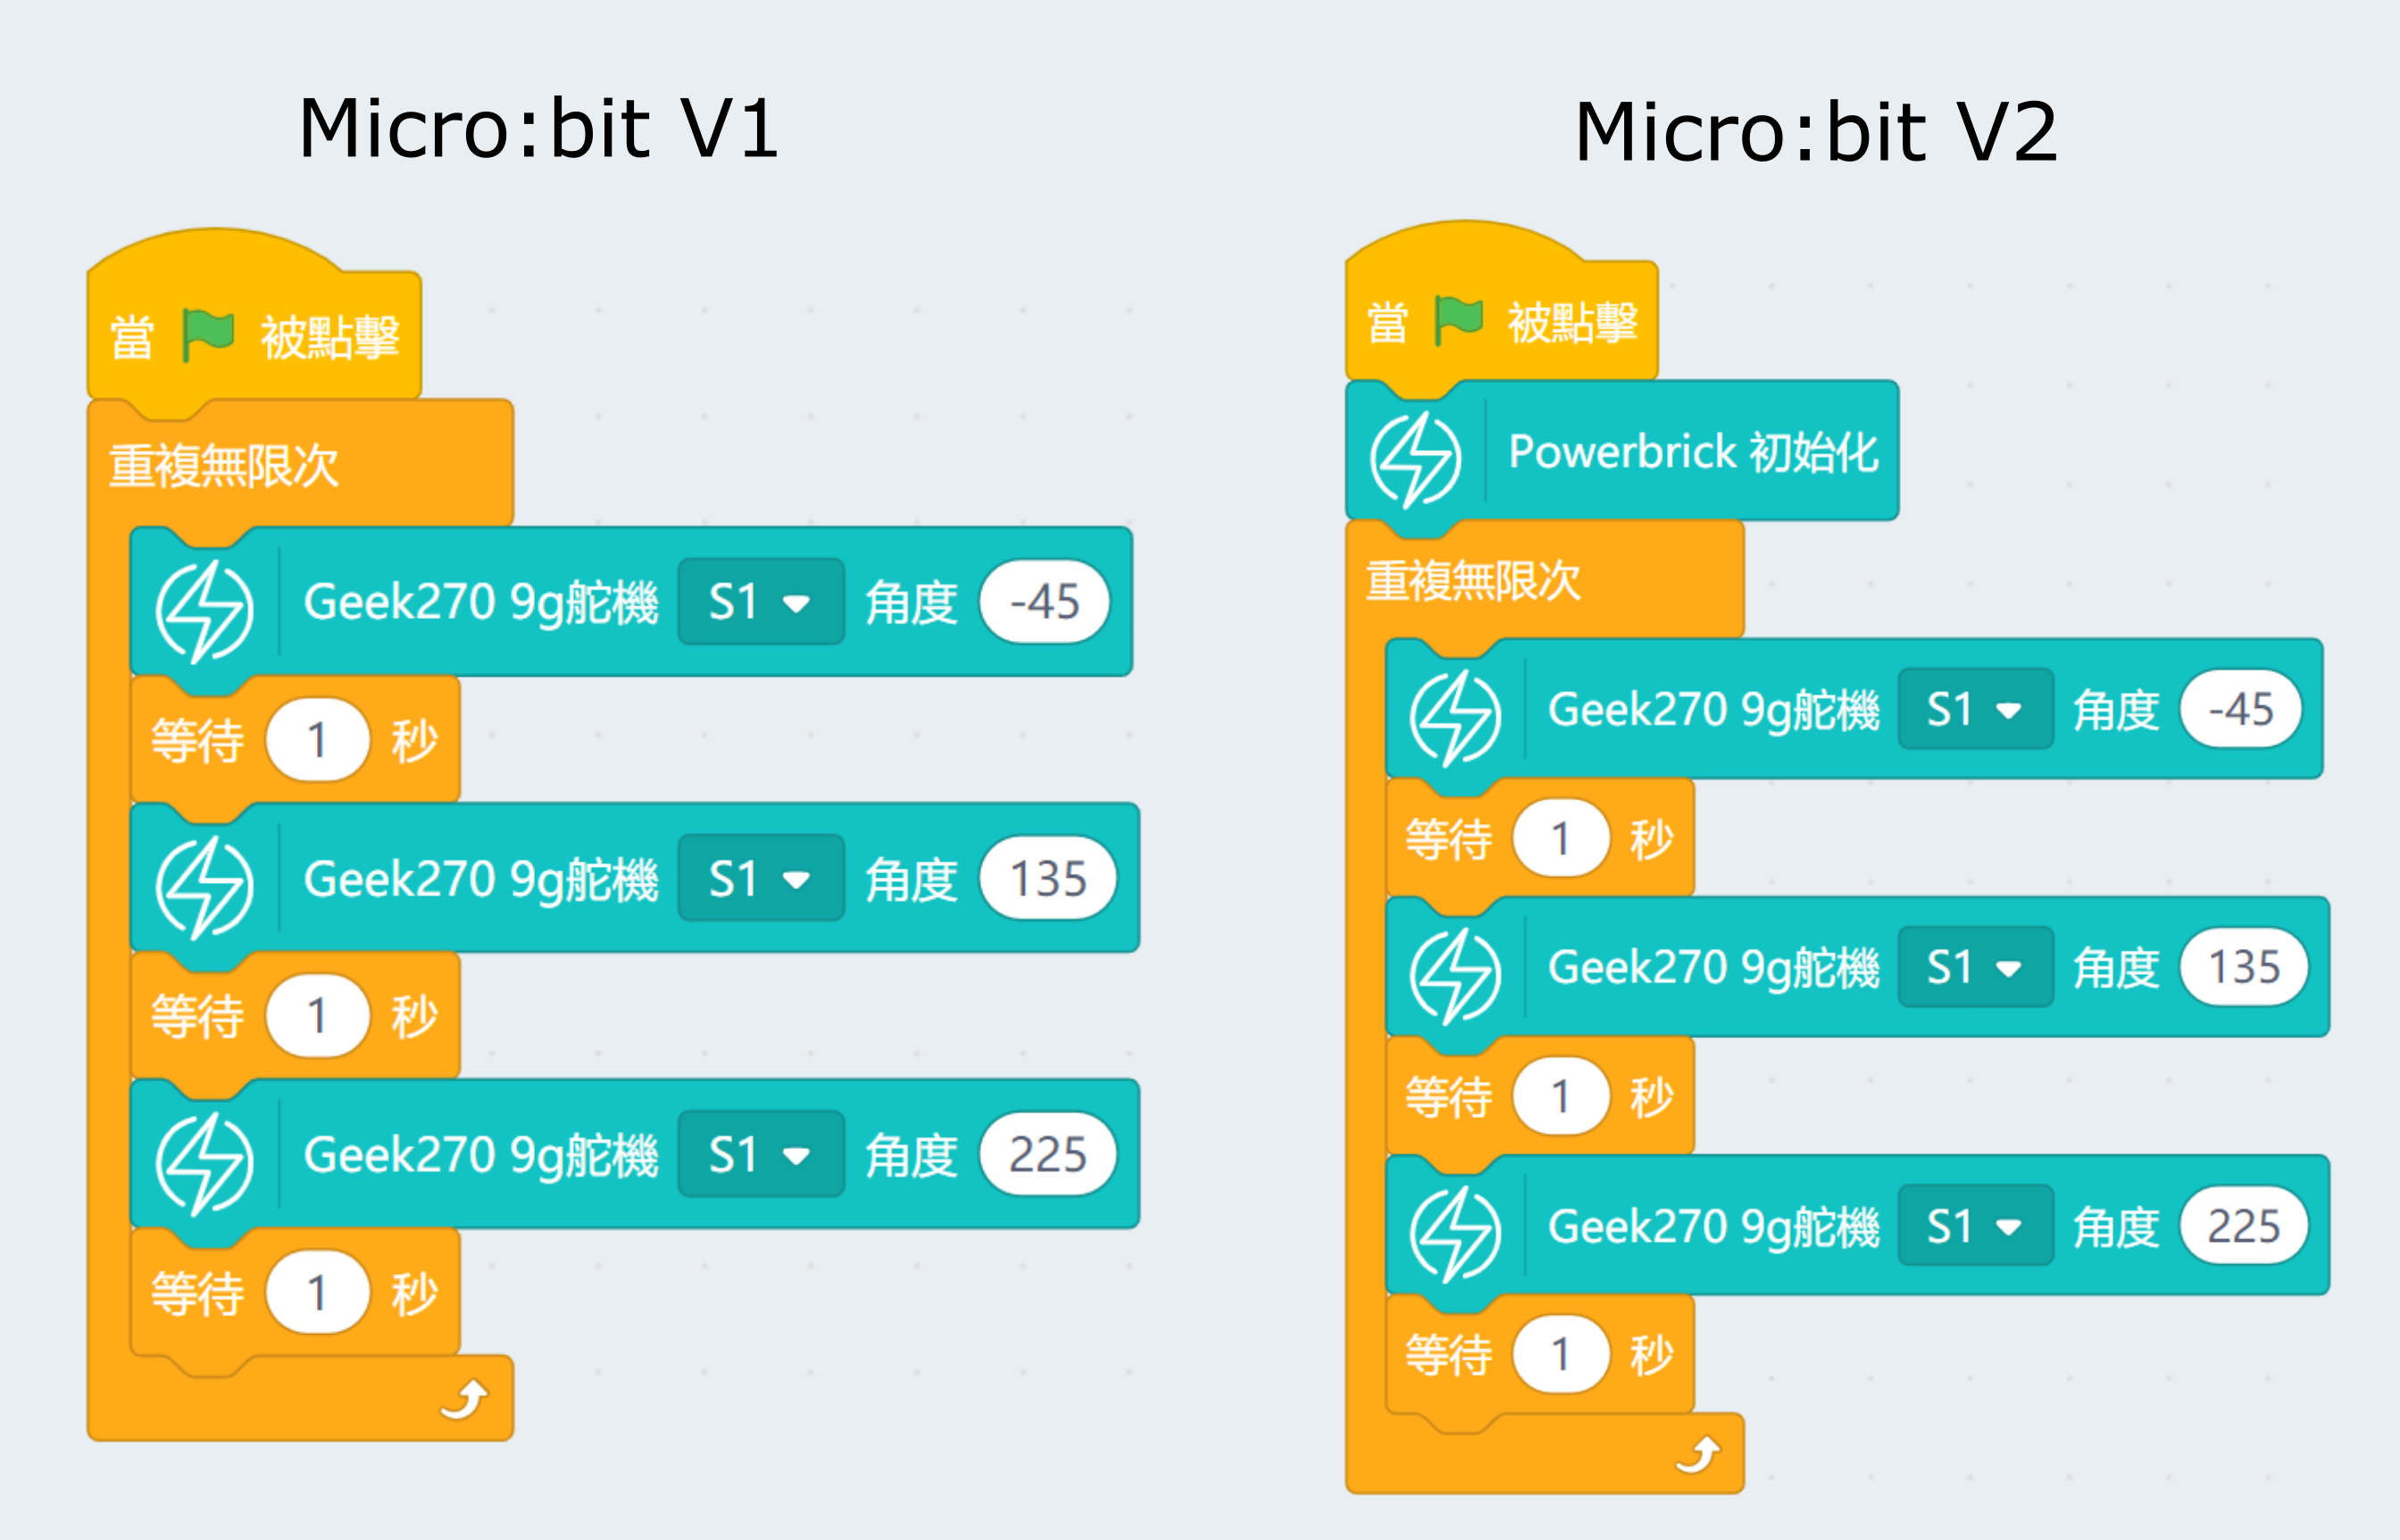 Micro:bit V1
當 被點擊
重複無限次
Geek270 9g舵機 S1 角度 -45
等待 1 秒
Geek270 9g舵機 S1 角度 135
等待 1 秒
Geek270 9g舵機 S1 角度 225
等待 1 秒
Micro:bit V2
當 被點擊
Powerbrick 初始化
重複無限次
Geek270 9g舵機 S1 角度 -45
等待 1 秒
Geek270 9g舵機 S1 角度 135
等待 1 秒
Geek270 9g舵機 S1 角度 225
等待 1 秒